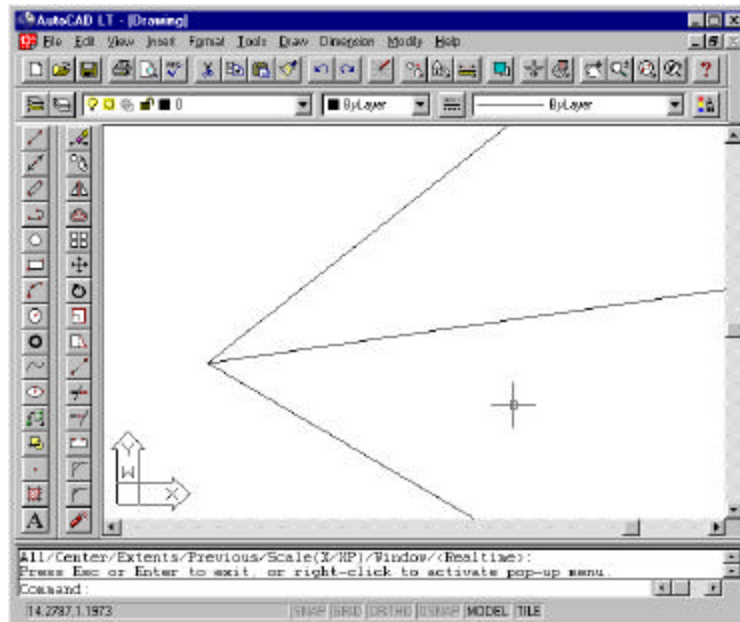 AutoCAD LT - [Drawing]
File Edit View Insert Format Tools Draw Dimension Modify Help
0 ByLayer ByLayer
A
Y
W
X
All/Center/Extents/Previous/Scale(X/XP)/Window/<Realtime>:
Press Esc or Enter to exit, or right-click to activate pop-up menu.
Command:
14.2787,1.1973 SNAP GRID ORTHO OSNAP MODEL TILE